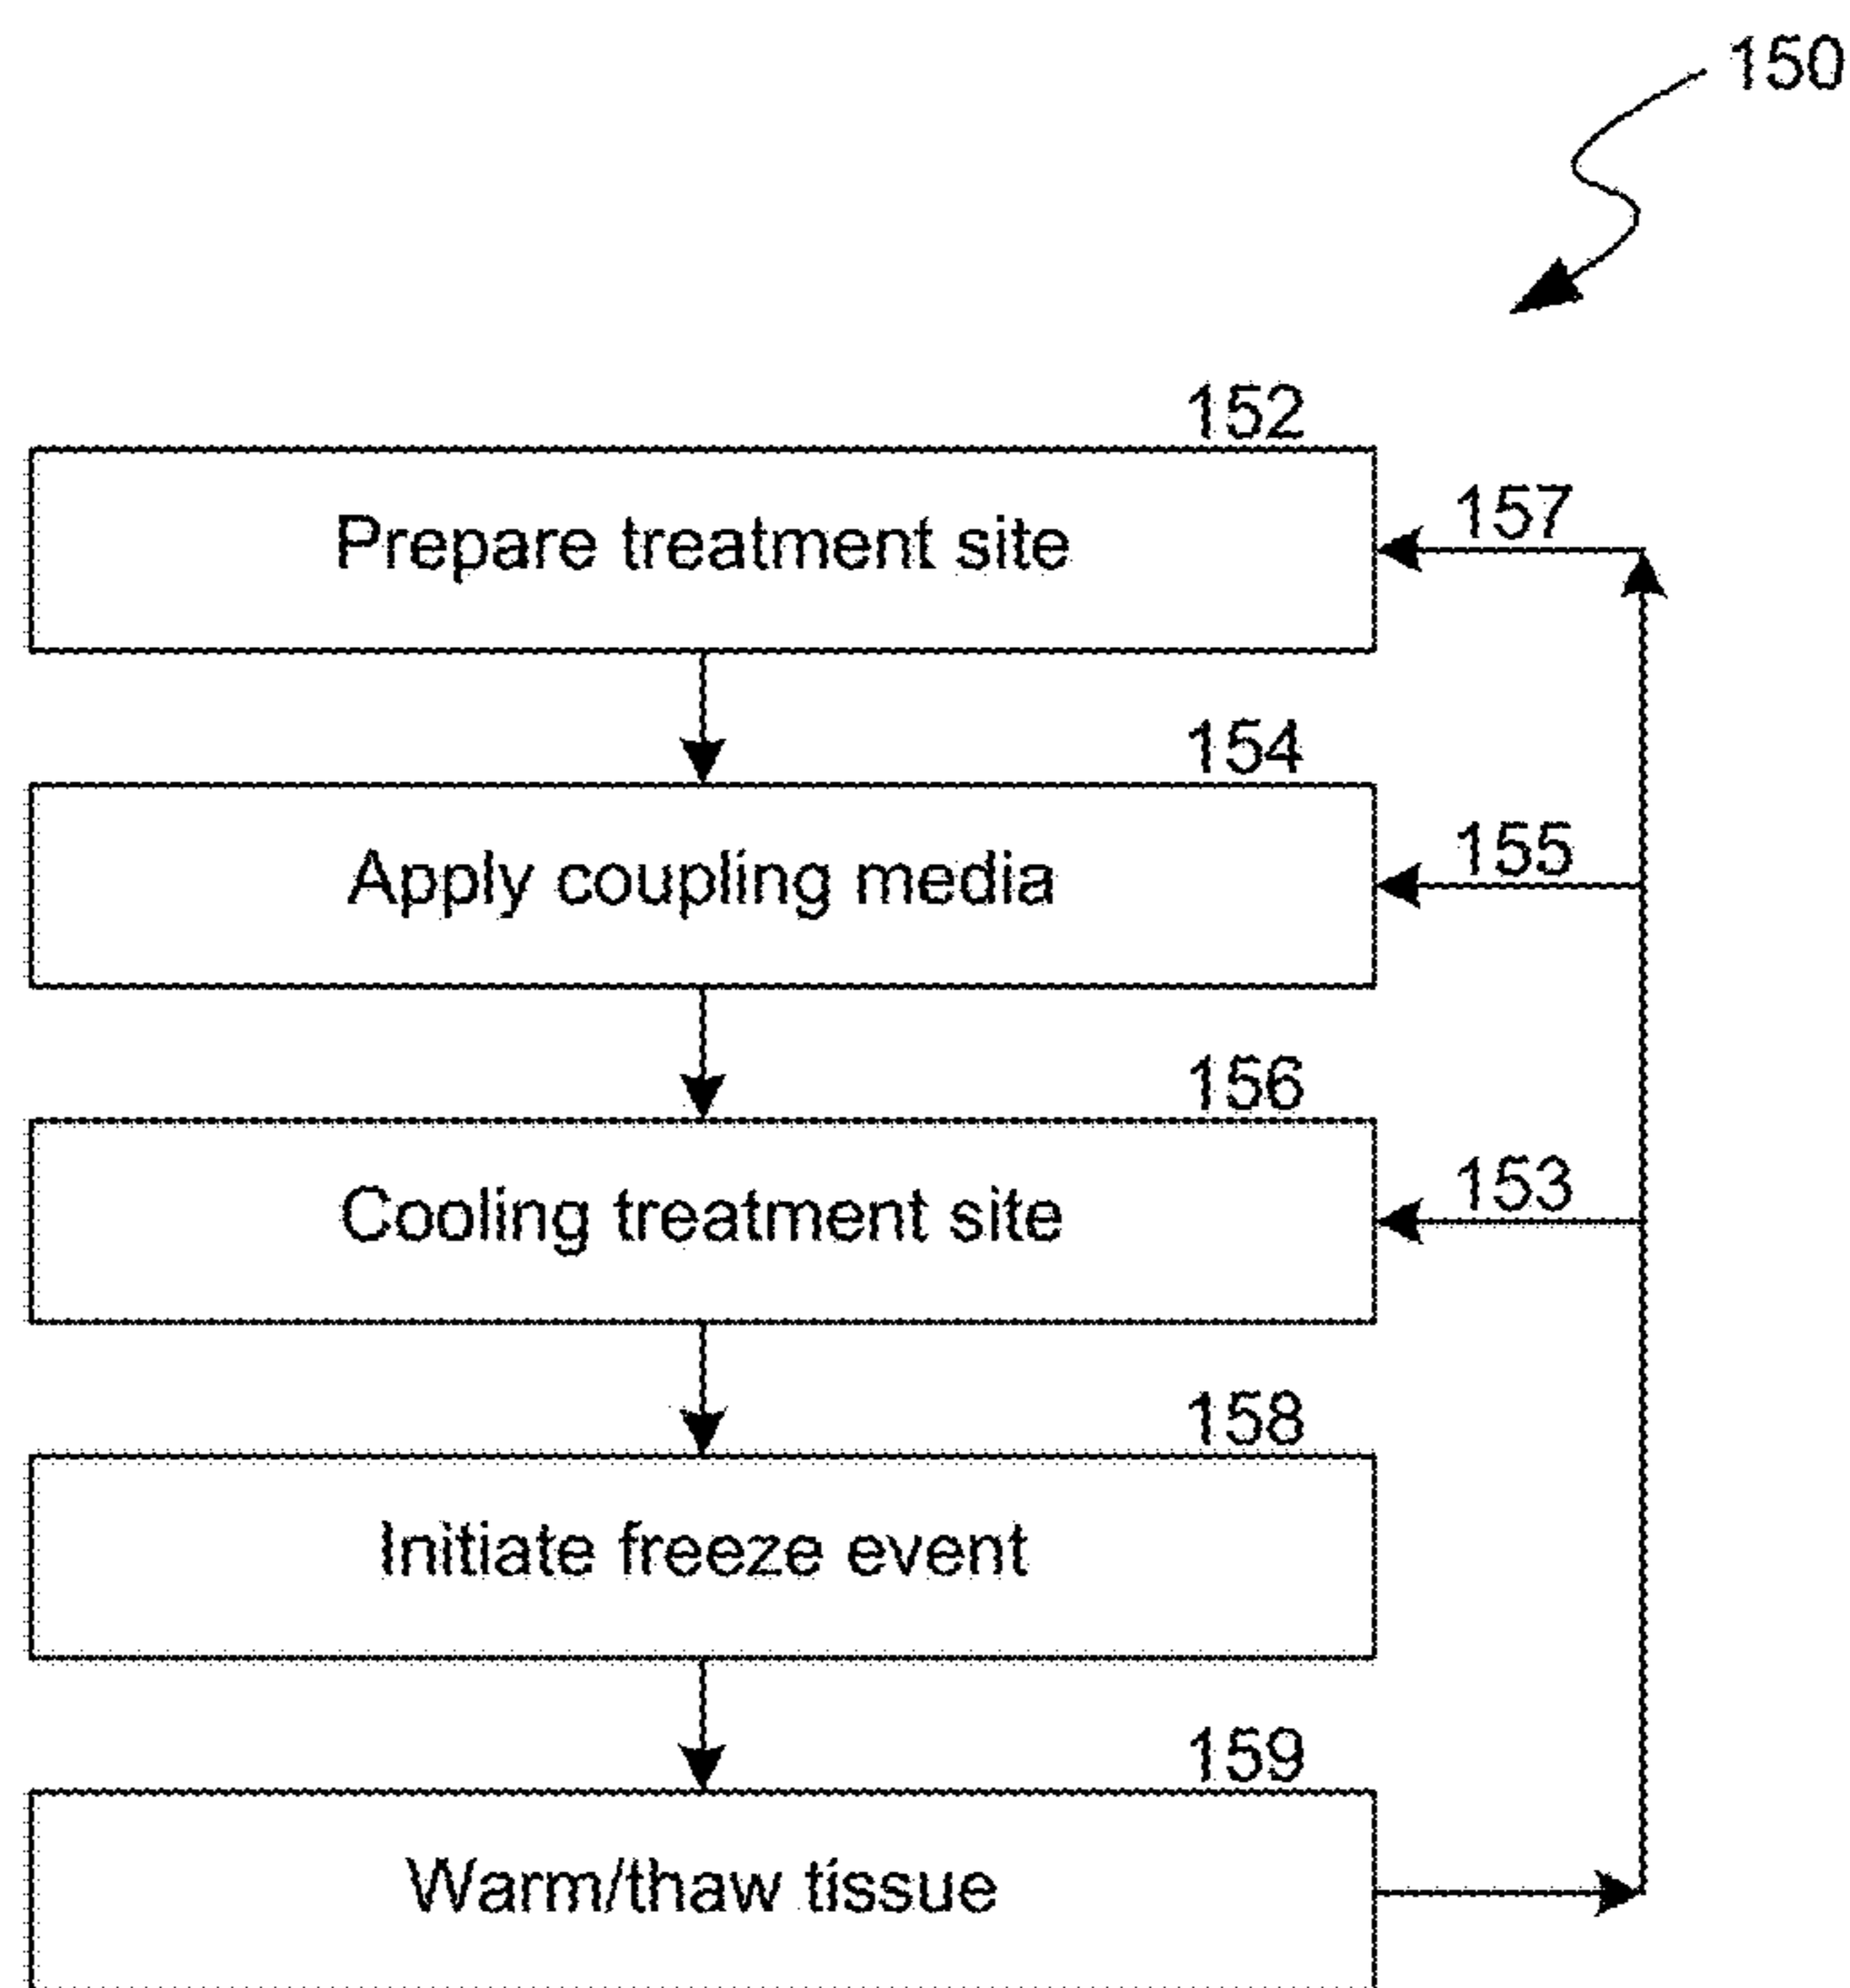 150
152
Prepare treatment site
157
154
Apply coupling media
155
156
Cooling treatment site
153
158
Initiate freeze event
159
Warm/thaw tissue